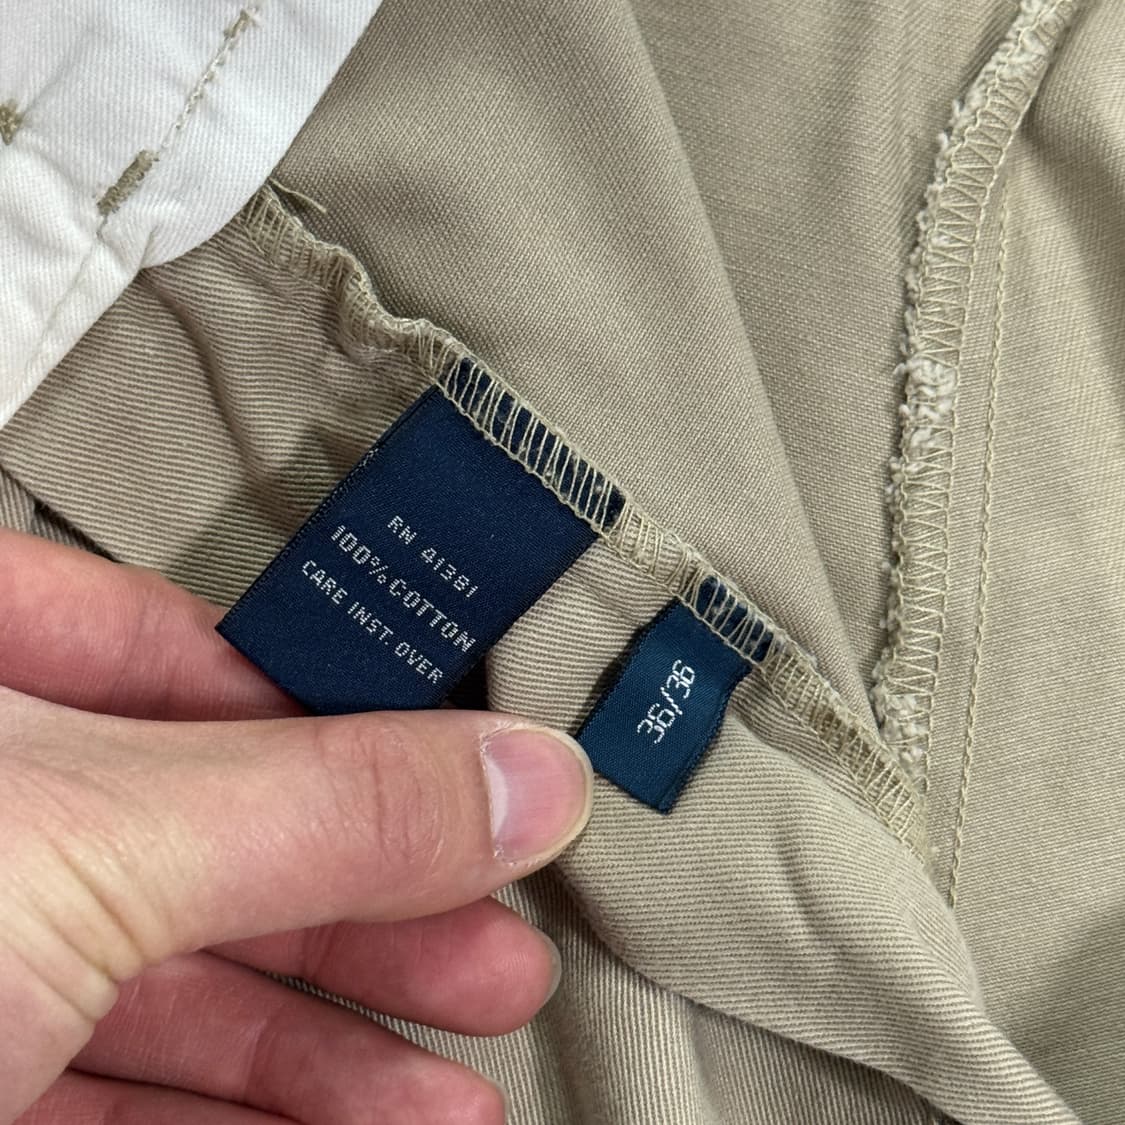 RN 41381
100% COTTON
CARE INST. OVER
36/36